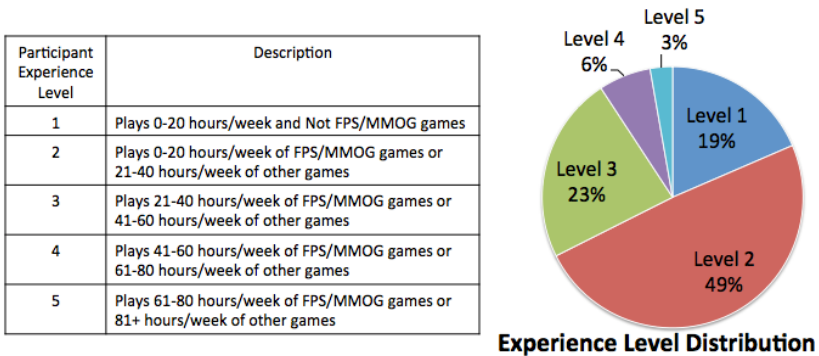 Participant
Experience
Level
Description
1
Plays 0-20 hours/week and Not FPS/MMOG games
2
Plays 0-20 hours/week of FPS/MMOG games or
21-40 hours/week of other games
3
Plays 21-40 hours/week of FPS/MMOG games or
41-60 hours/week of other games
4
Plays 41-60 hours/week of FPS/MMOG games or
61-80 hours/week of other games
5
Plays 61-80 hours/week of FPS/MMOG games or
81+ hours/week of other games
Level 5
3%
Level 4
6%
Level 1
19%
Level 3
23%
Level 2
49%
Experience Level Distribution